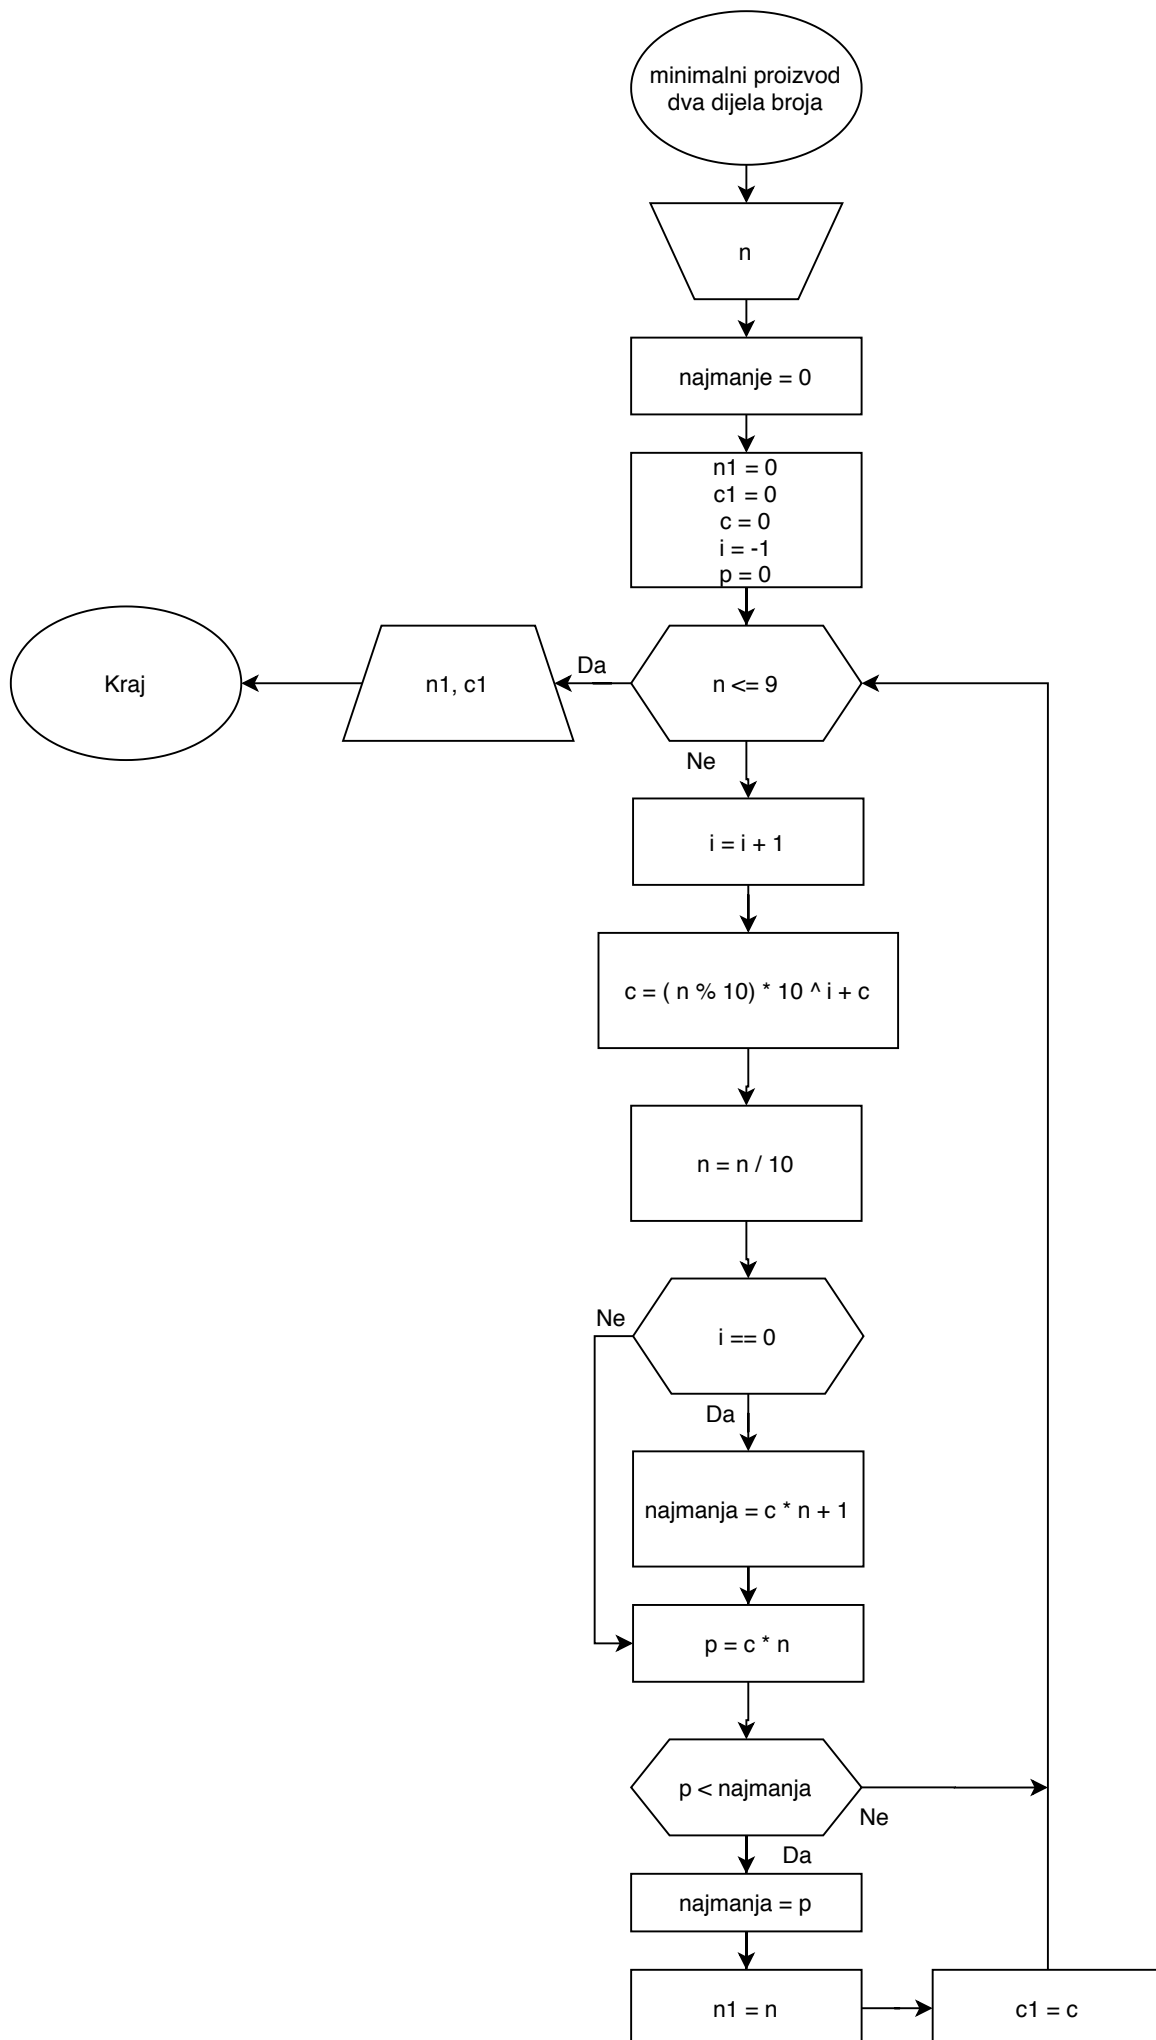 minimalni proizvod
dva dijela broja
n
najmanje = 0
n1 = 0
c1 = 0
c = 0
i = -1
p = 0
Kraj
n1, c1
Da
n <= 9
Ne
i = i + 1
c = ( n % 10) * 10 ^ i + c
n = n / 10
Ne
i == 0
Da
najmanja = c * n + 1
p = c * n
p < najmanja
Ne
Da
najmanja = p
n1 = n
c1 = c